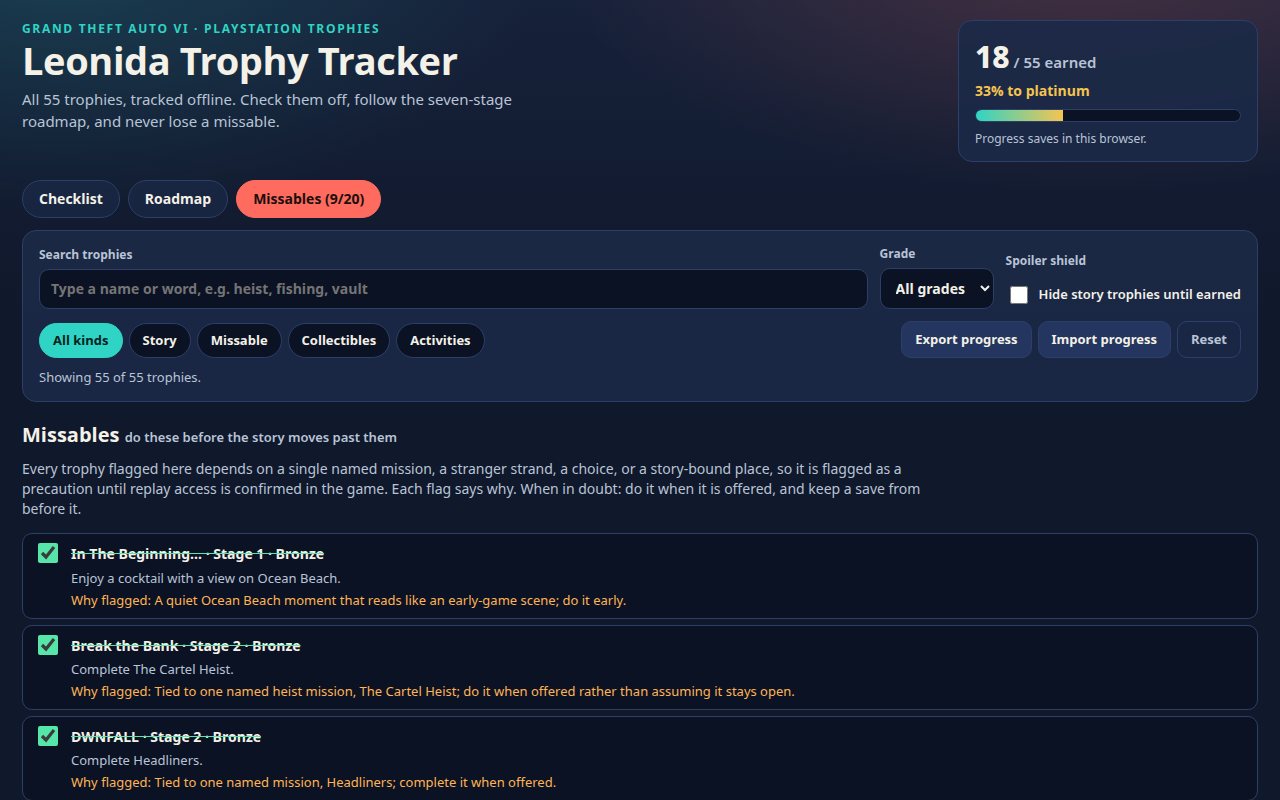 GRAND THEFT AUTO VI · PLAYSTATION TROPHIES
Leonida Trophy Tracker
All 55 trophies, tracked offline. Check them off, follow the seven-stage
roadmap, and never lose a missable.
18 / 55 earned
33% to platinum
Progress saves in this browser.
Checklist
Roadmap
Missables (9/20)
Search trophies
Type a name or word, e.g. heist, fishing, vault
Grade
All grades
Spoiler shield
Hide story trophies until earned
All kinds
Story
Missable
Collectibles
Activities
Export progress
Import progress
Reset
Showing 55 of 55 trophies.
Missables do these before the story moves past them
Every trophy flagged here depends on a single named mission, a stranger strand, a choice, or a story-bound place, so it is flagged as a
precaution until replay access is confirmed in the game. Each flag says why. When in doubt: do it when it is offered, and keep a save from
before it.
In The Beginning... · Stage 1 · Bronze
Enjoy a cocktail with a view on Ocean Beach.
Why flagged: A quiet Ocean Beach moment that reads like an early-game scene; do it early.
Break the Bank · Stage 2 · Bronze
Complete The Cartel Heist.
Why flagged: Tied to one named heist mission, The Cartel Heist; do it when offered rather than assuming it stays open.
DWNFALL · Stage 2 · Bronze
Complete Headliners.
Why flagged: Tied to one named mission, Headliners; complete it when offered.